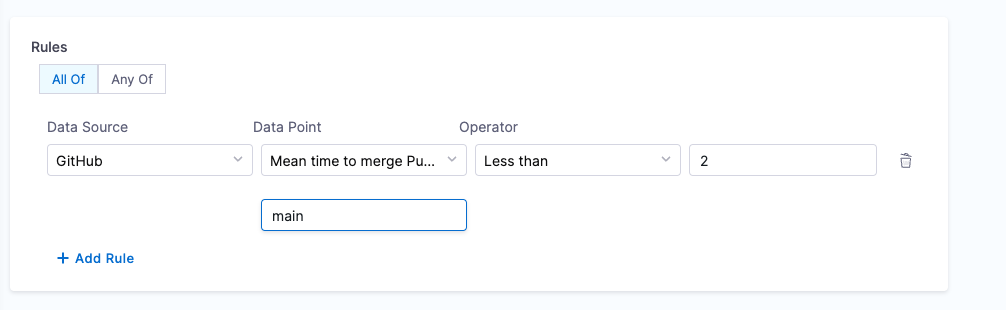 Rules
All Of Any Of
Data Source Data Point Operator
GitHub Mean time to merge Pu... Less than 2
main
+ Add Rule